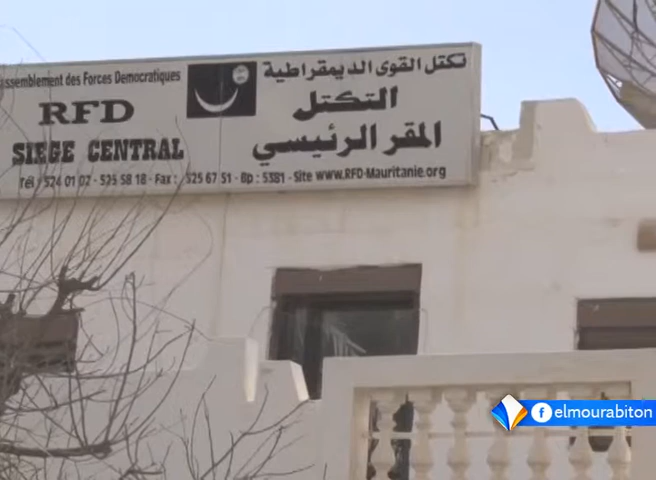 Rassemblement des Forces Democratiques
RFD
SIEGE CENTRAL
تكتل القوى الديمقراطية
التكتل
المقر الرئيسي
Tél : 524 01 02 - 525 58 18 - Fax : 525 67 51 - Bp : 5381 - Site www.RFD-Mauritanie.org
elmourabiton